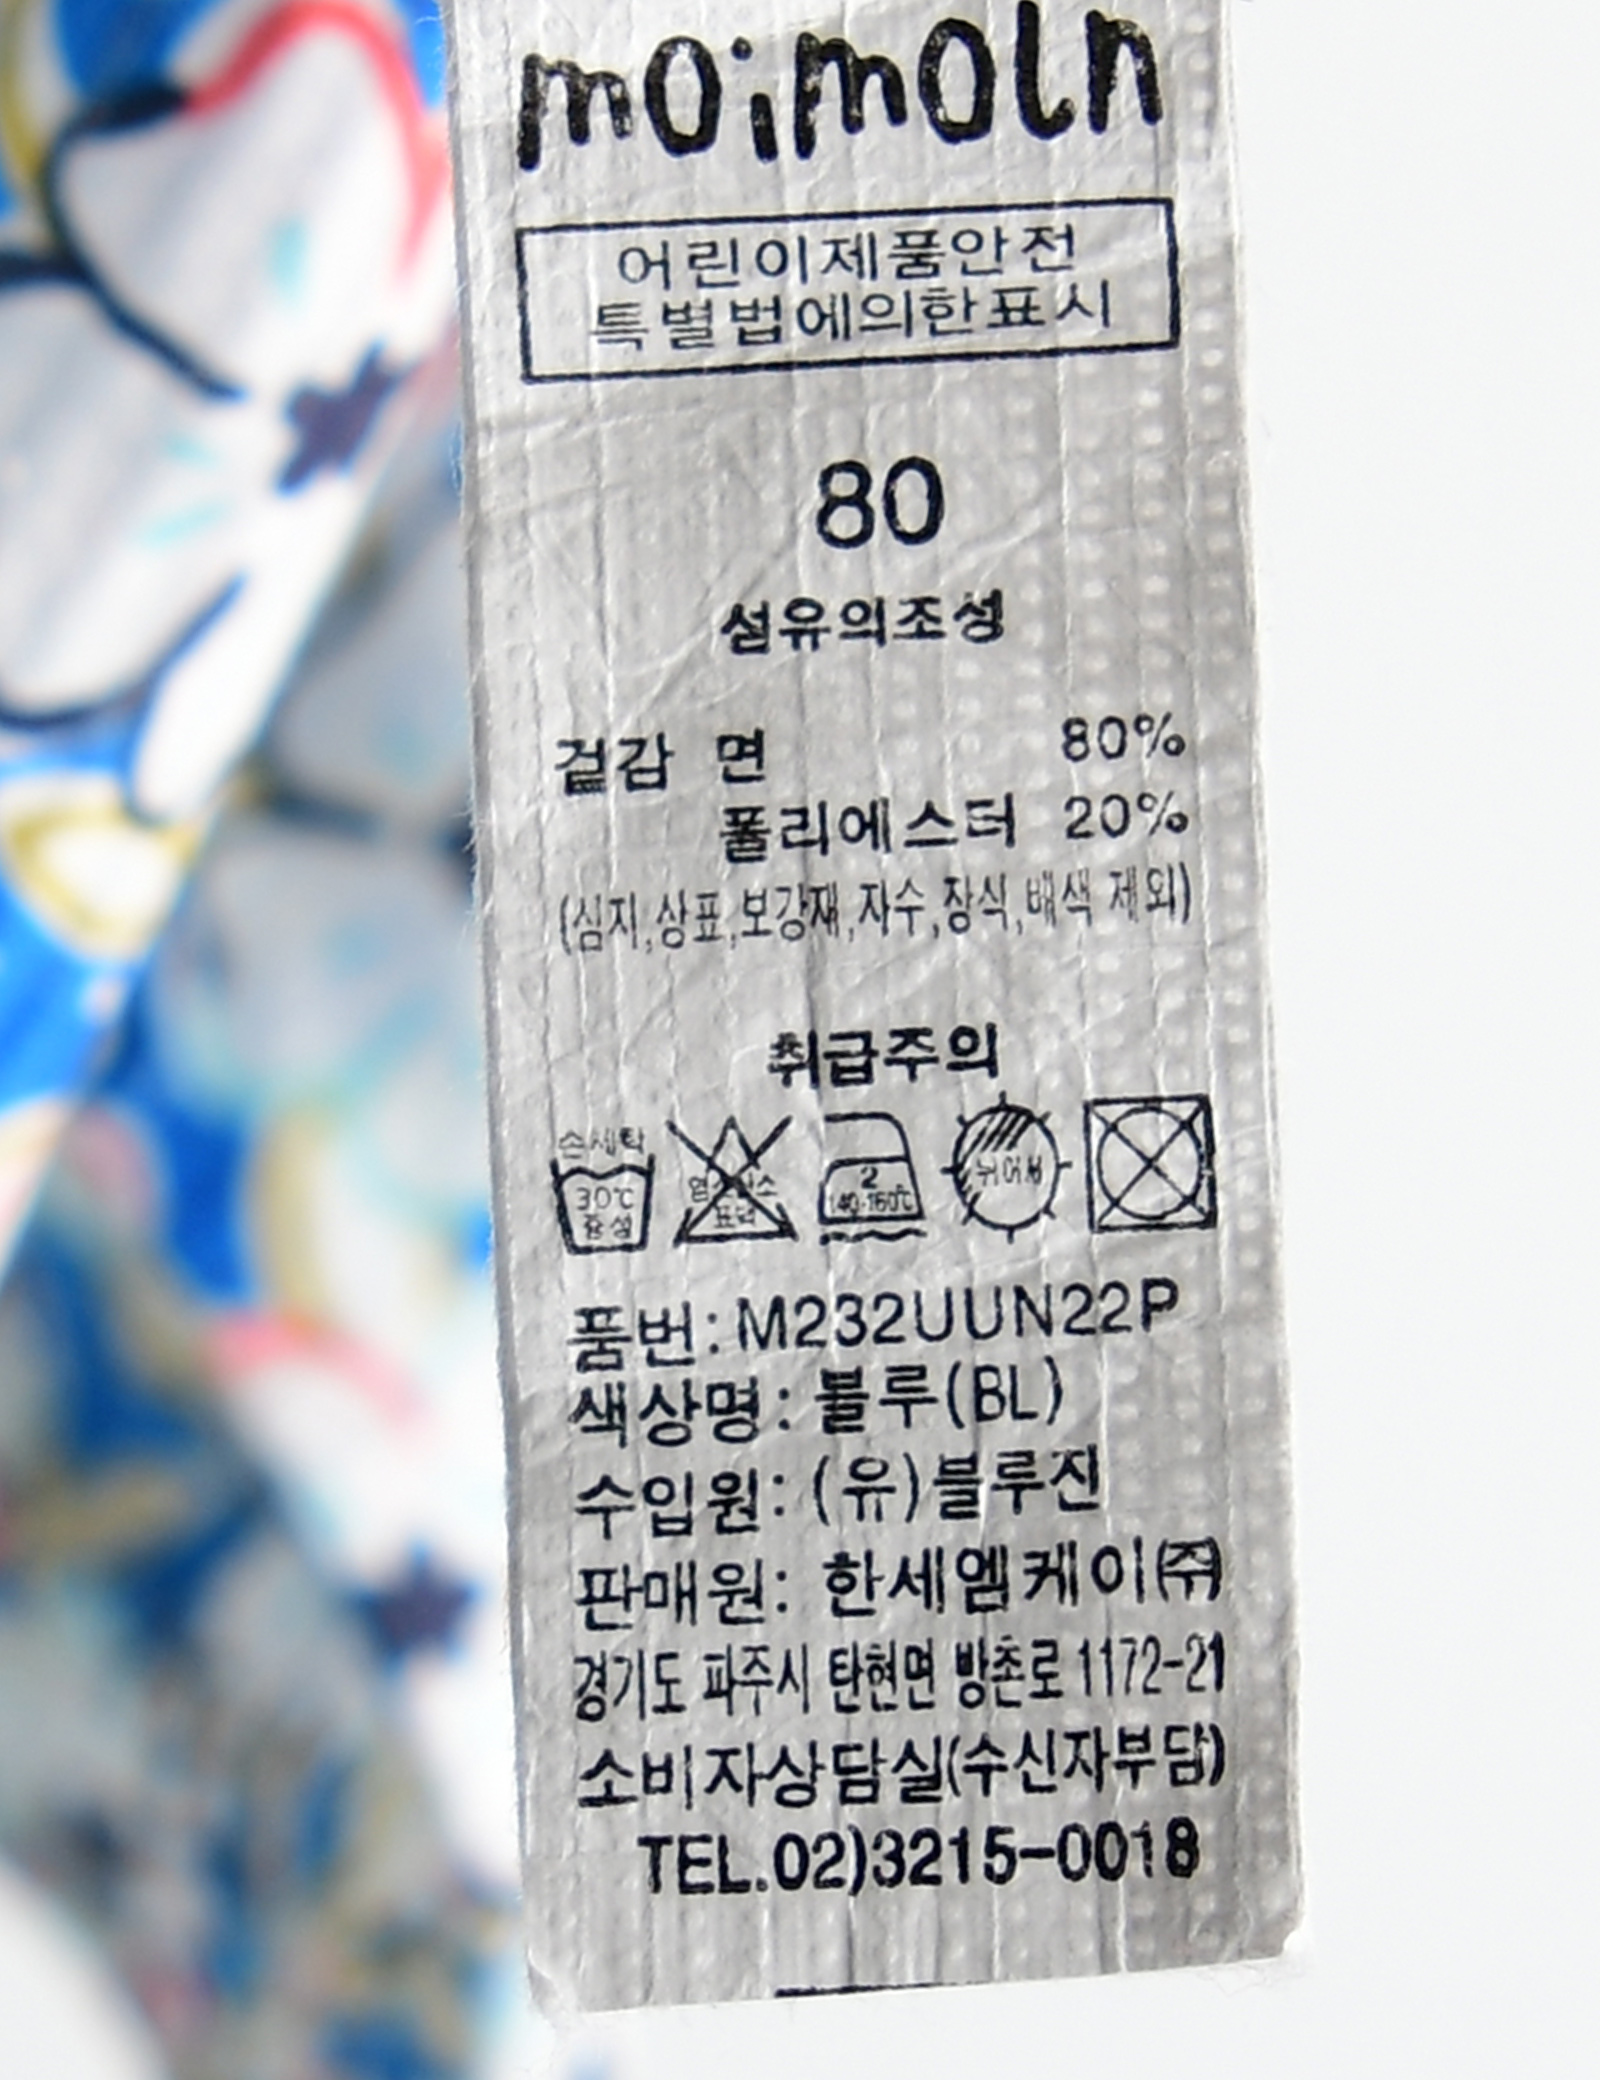 moimoln
어린이제품안전
특별법에의한표시
80
섬유의조성
겉감 면 80%
폴리에스터 20%
(심지,상표,보강재,자수,장식,배색 제외)
취급주의
손세탁
30℃
중성
염소산소
표백
2
140-160℃
뉘어서
품번: M232UUN22P
색상명: 블루(BL)
수입원: (유)블루진
판매원: 한세엠케이㈜
경기도 파주시 탄현면 방촌로 1172-21
소비자상담실(수신자부담)
TEL.02)3215-0018